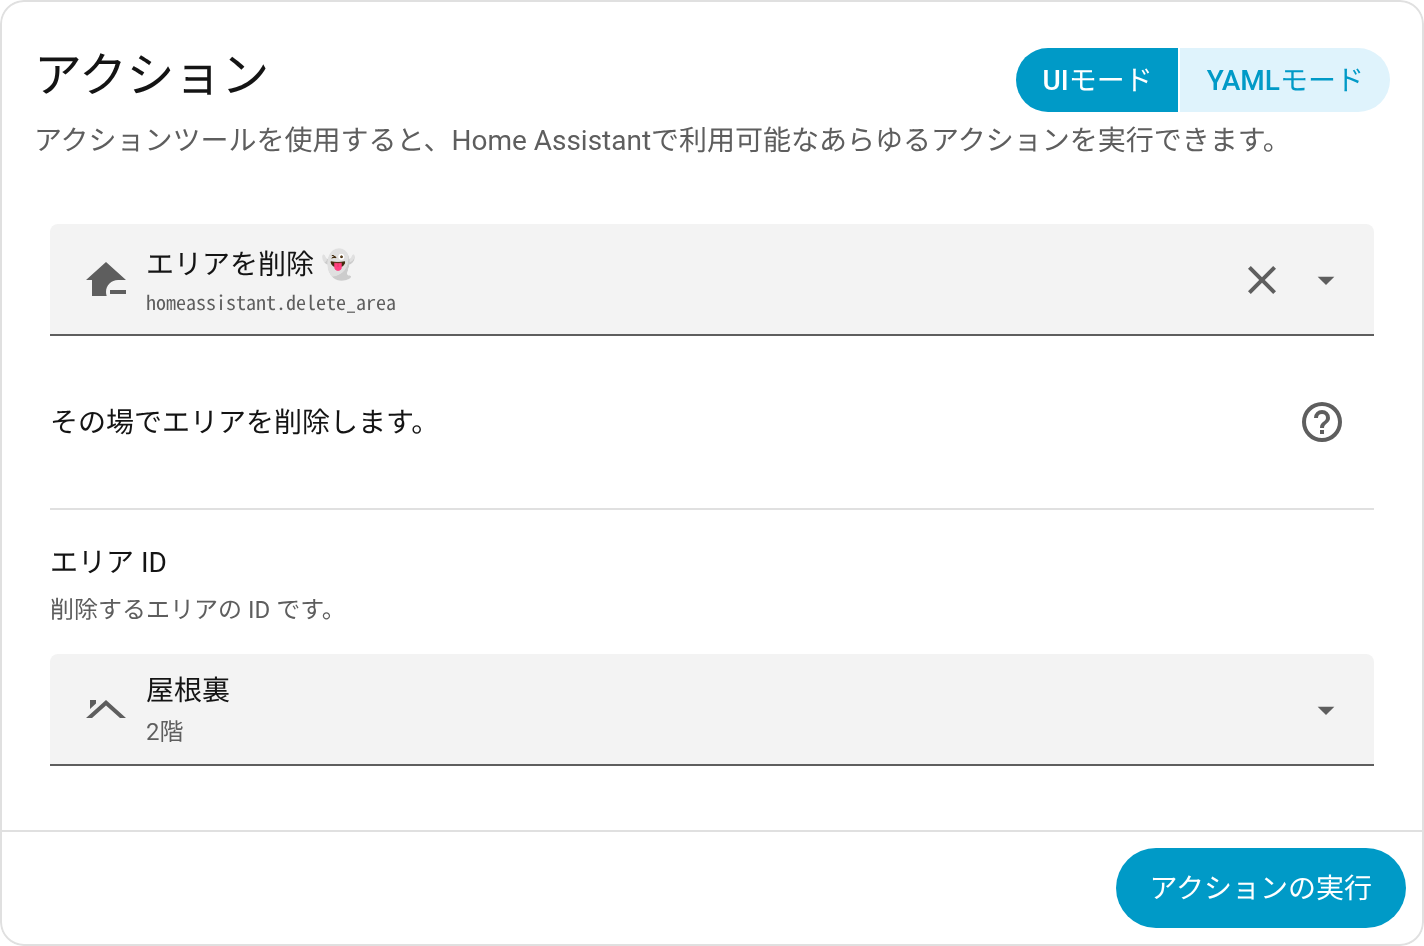 アクション
UIモード
YAMLモード
アクションツールを使用すると、Home Assistantで利用可能なあらゆるアクションを実行できます。
エリアを削除 👻
homeassistant.delete_area
その場でエリアを削除します。
エリア ID
削除するエリアの ID です。
屋根裏
2階
アクションの実行